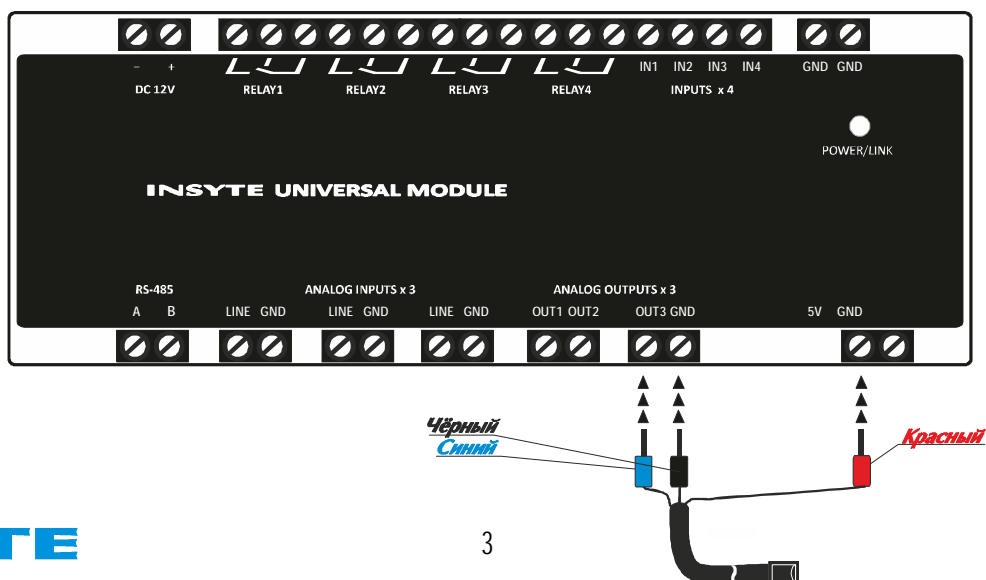 IN1 IN2 IN3 IN4 GND GND
- +
DC 12V RELAY1 RELAY2 RELAY3 RELAY4 INPUTS x 4
POWER/LINK
INSYTE UNIVERSAL MODULE
RS-485 ANALOG INPUTS x 3 ANALOG OUTPUTS x 3
A B LINE GND LINE GND LINE GND OUT1 OUT2 OUT3 GND 5V GND
Чёрный
Синий
Красный
TE
3